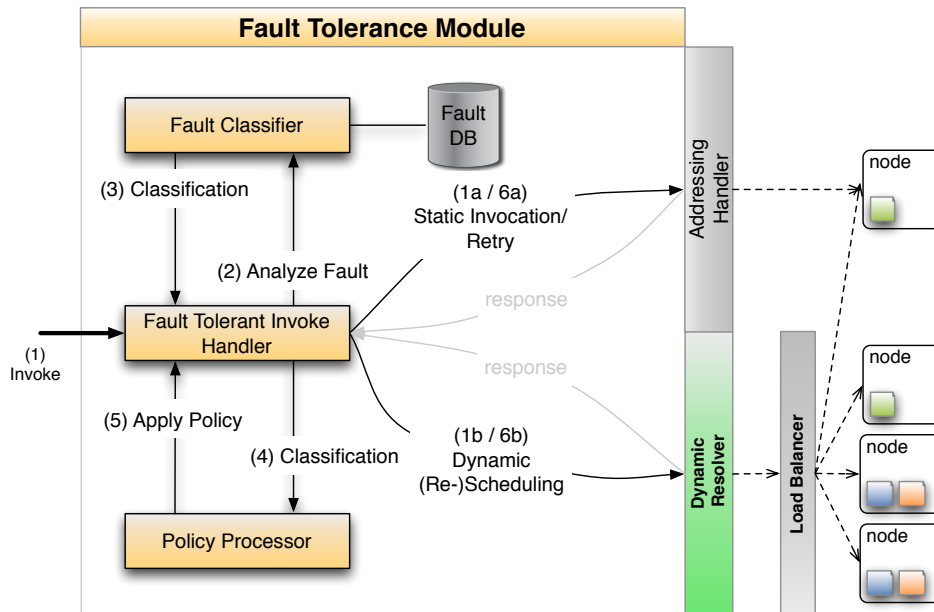 Fault Tolerance Module
Fault Classifier
Fault
DB
(3) Classification
(2) Analyze Fault
(1a / 6a)
Static Invocation/
Retry
Addressing
Handler
node
response
Fault Tolerant Invoke
Handler
(1)
Invoke
response
node
(5) Apply Policy
(4) Classification
(1b / 6b)
Dynamic
(Re-)Scheduling
Dynamic
Resolver
Load Balancer
node
Policy Processor
node